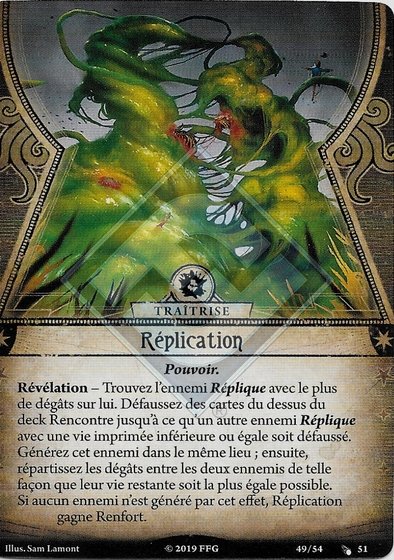 TRAÎTRISE
Réplication
Pouvoir.
Révélation – Trouvez l'ennemi Réplique avec le plus
de dégâts sur lui. Défaussez des cartes du dessus du
deck Rencontre jusqu'à ce qu'un autre ennemi Réplique
avec une vie imprimée inférieure ou égale soit défaussé.
Générez cet ennemi dans le même lieu ; ensuite,
répartissez les dégâts entre les deux ennemis de telle
façon que leur vie restante soit la plus égale possible.
Si aucun ennemi n'est généré par cet effet, Réplication
gagne Renfort.
Illus. Sam Lamont © 2019 FFG 49/54 51